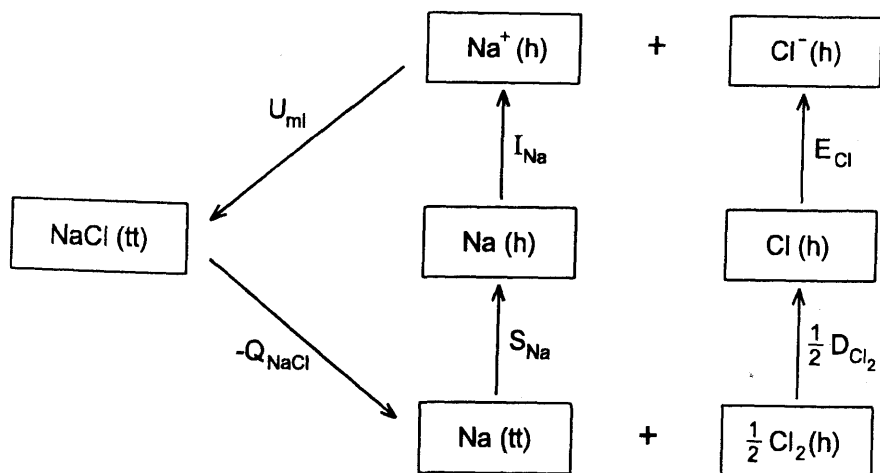 Na⁺ (h) + Cl⁻ (h)
U_ml
I_Na
E_Cl
NaCl (tt)
Na (h)
Cl (h)
-Q_NaCl
S_Na
½ D_Cl₂
Na (tt) + ½ Cl₂(h)